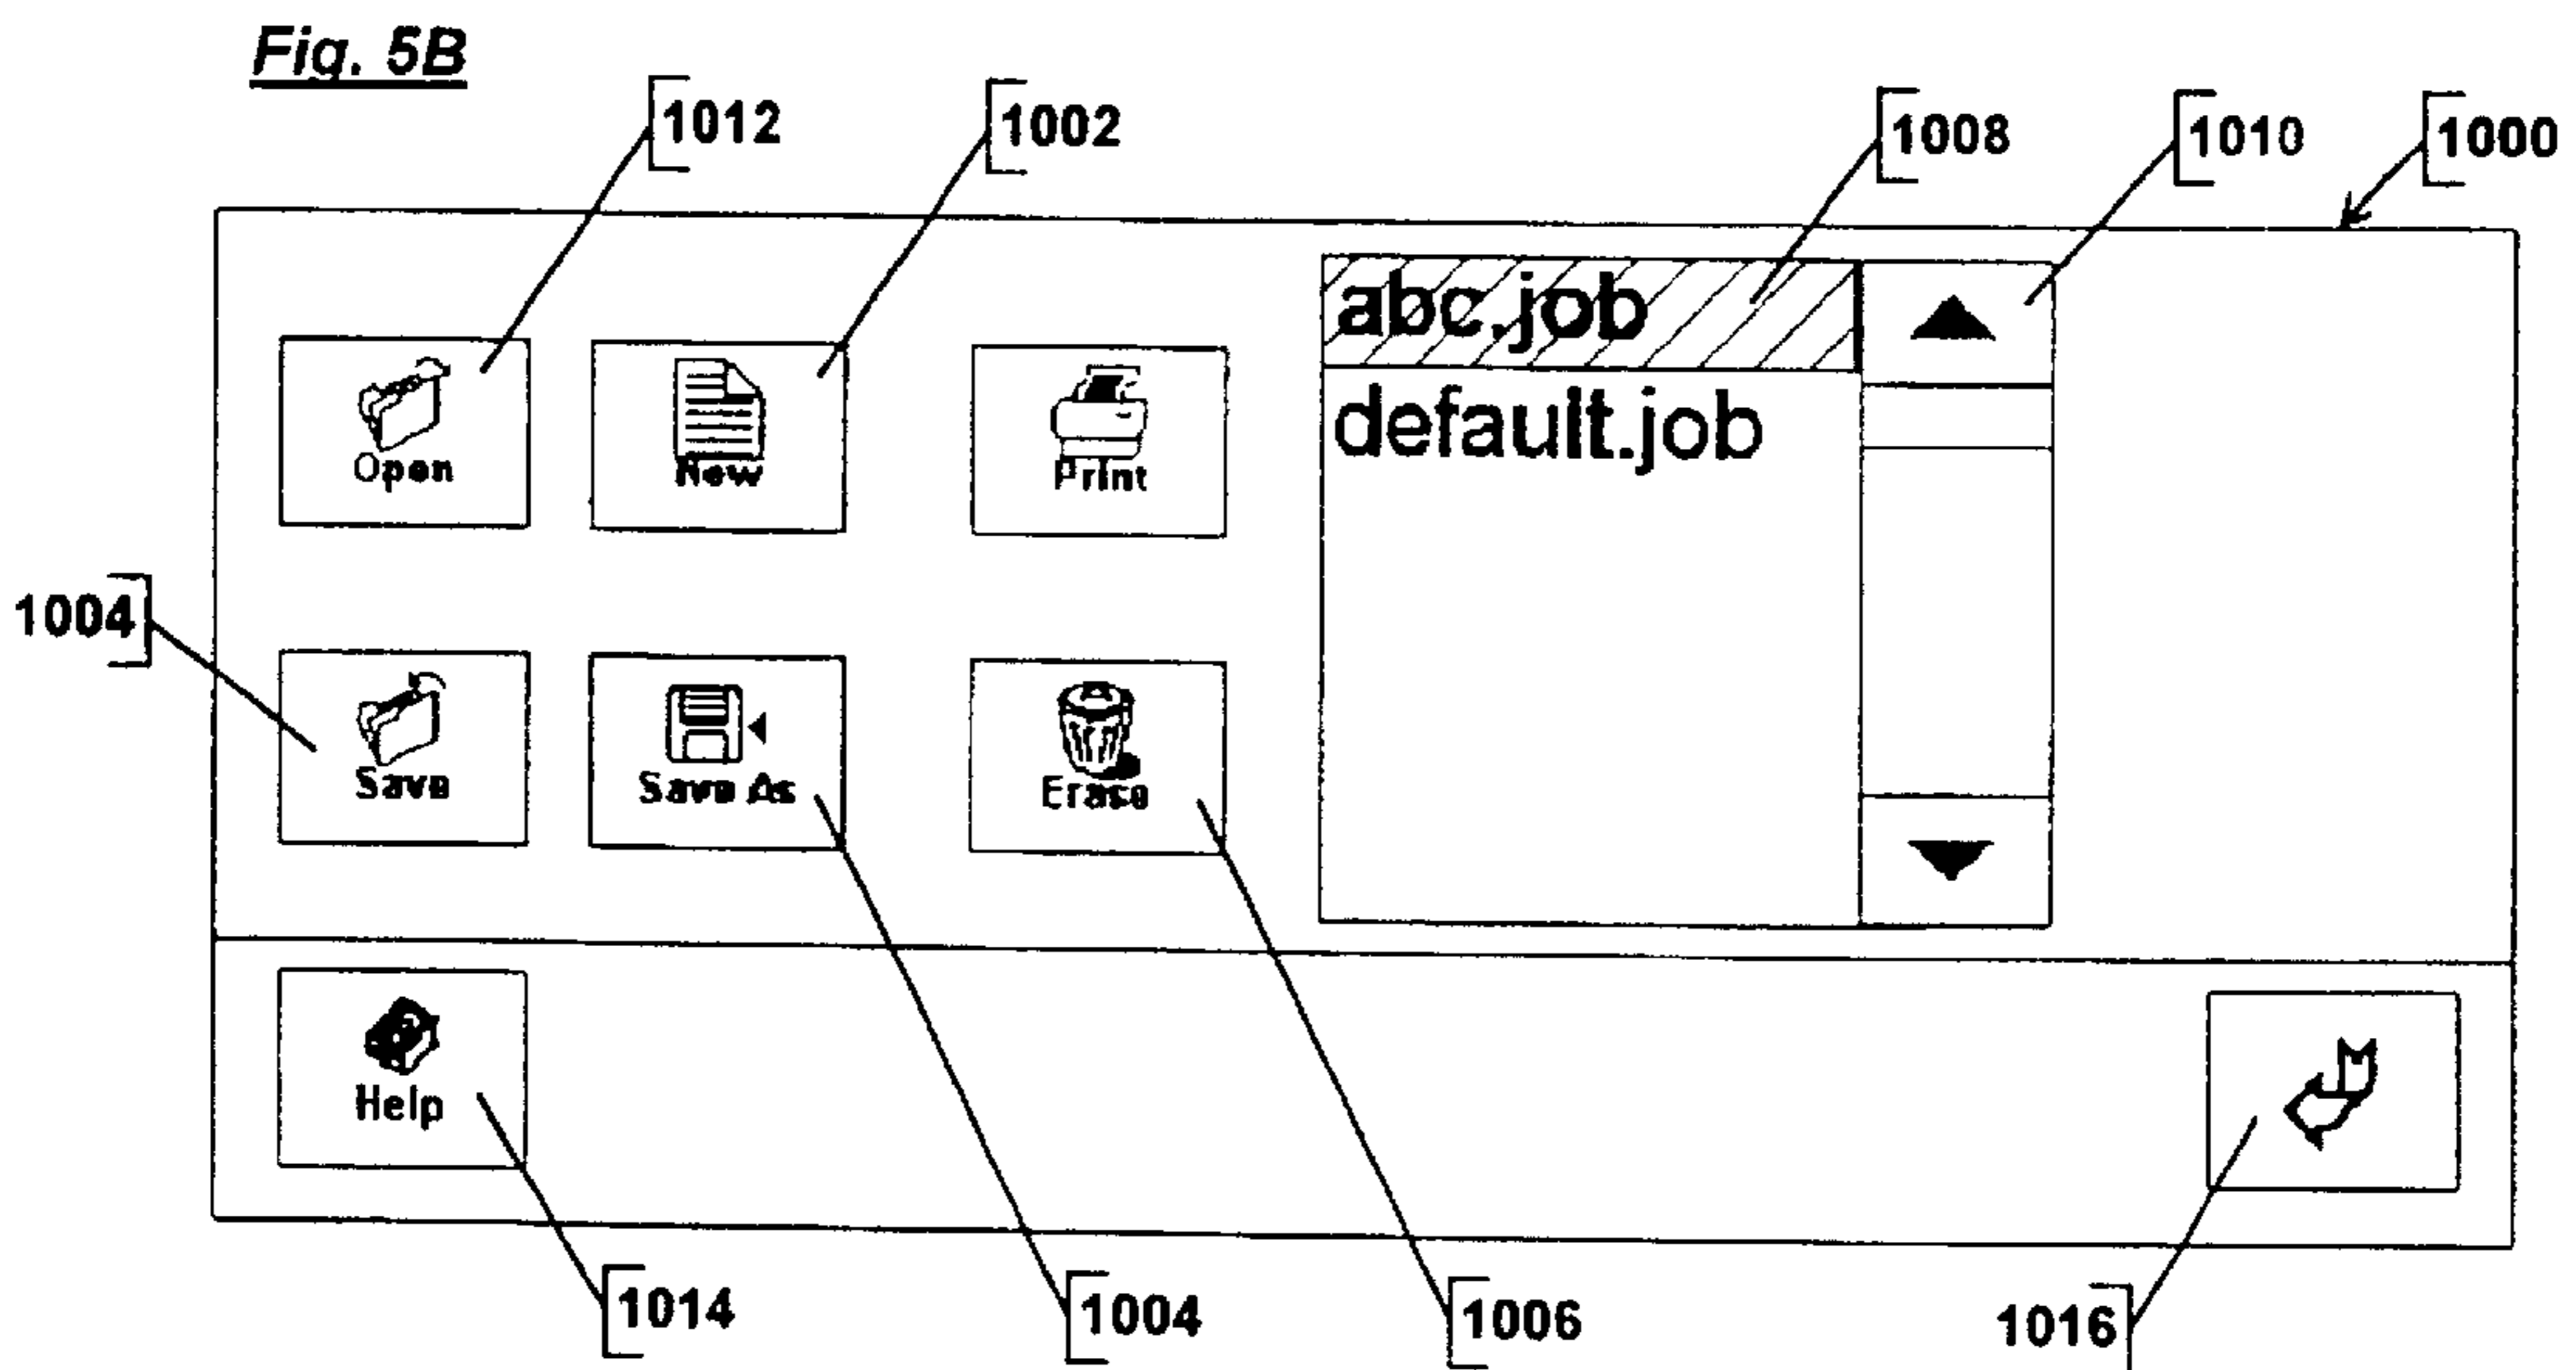 Fig. 5B
1012
1002
1008
1010
1000
abc.job
default.job
Open
New
Print
1004
Save
Save As
Erase
Help
1014
1004
1006
1016